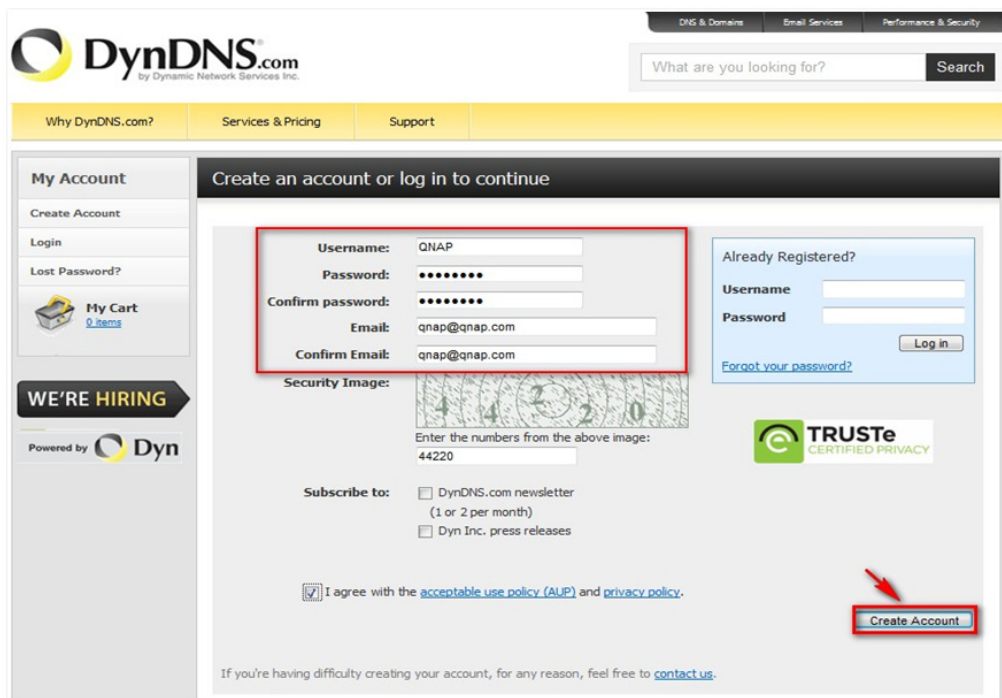 DNS & Domains Email Services Performance & Security
DynDNS.com
by Dynamic Network Services Inc.
What are you looking for? Search
Why DynDNS.com? Services & Pricing Support
My Account
Create Account
Login
Lost Password?
My Cart
0 items
WE'RE HIRING
Powered by Dyn
Create an account or log in to continue
Username: QNAP
Password: ••••••••
Confirm password: ••••••••
Email: qnap@qnap.com
Confirm Email: qnap@qnap.com
Security Image: 4 4 2 2 0
Enter the numbers from the above image:
44220
Subscribe to: DynDNS.com newsletter
(1 or 2 per month)
Dyn Inc. press releases
I agree with the acceptable use policy (AUP) and privacy policy.
Already Registered?
Username
Password
Log in
Forgot your password?
TRUSTe
CERTIFIED PRIVACY
Create Account
If you're having difficulty creating your account, for any reason, feel free to contact us.